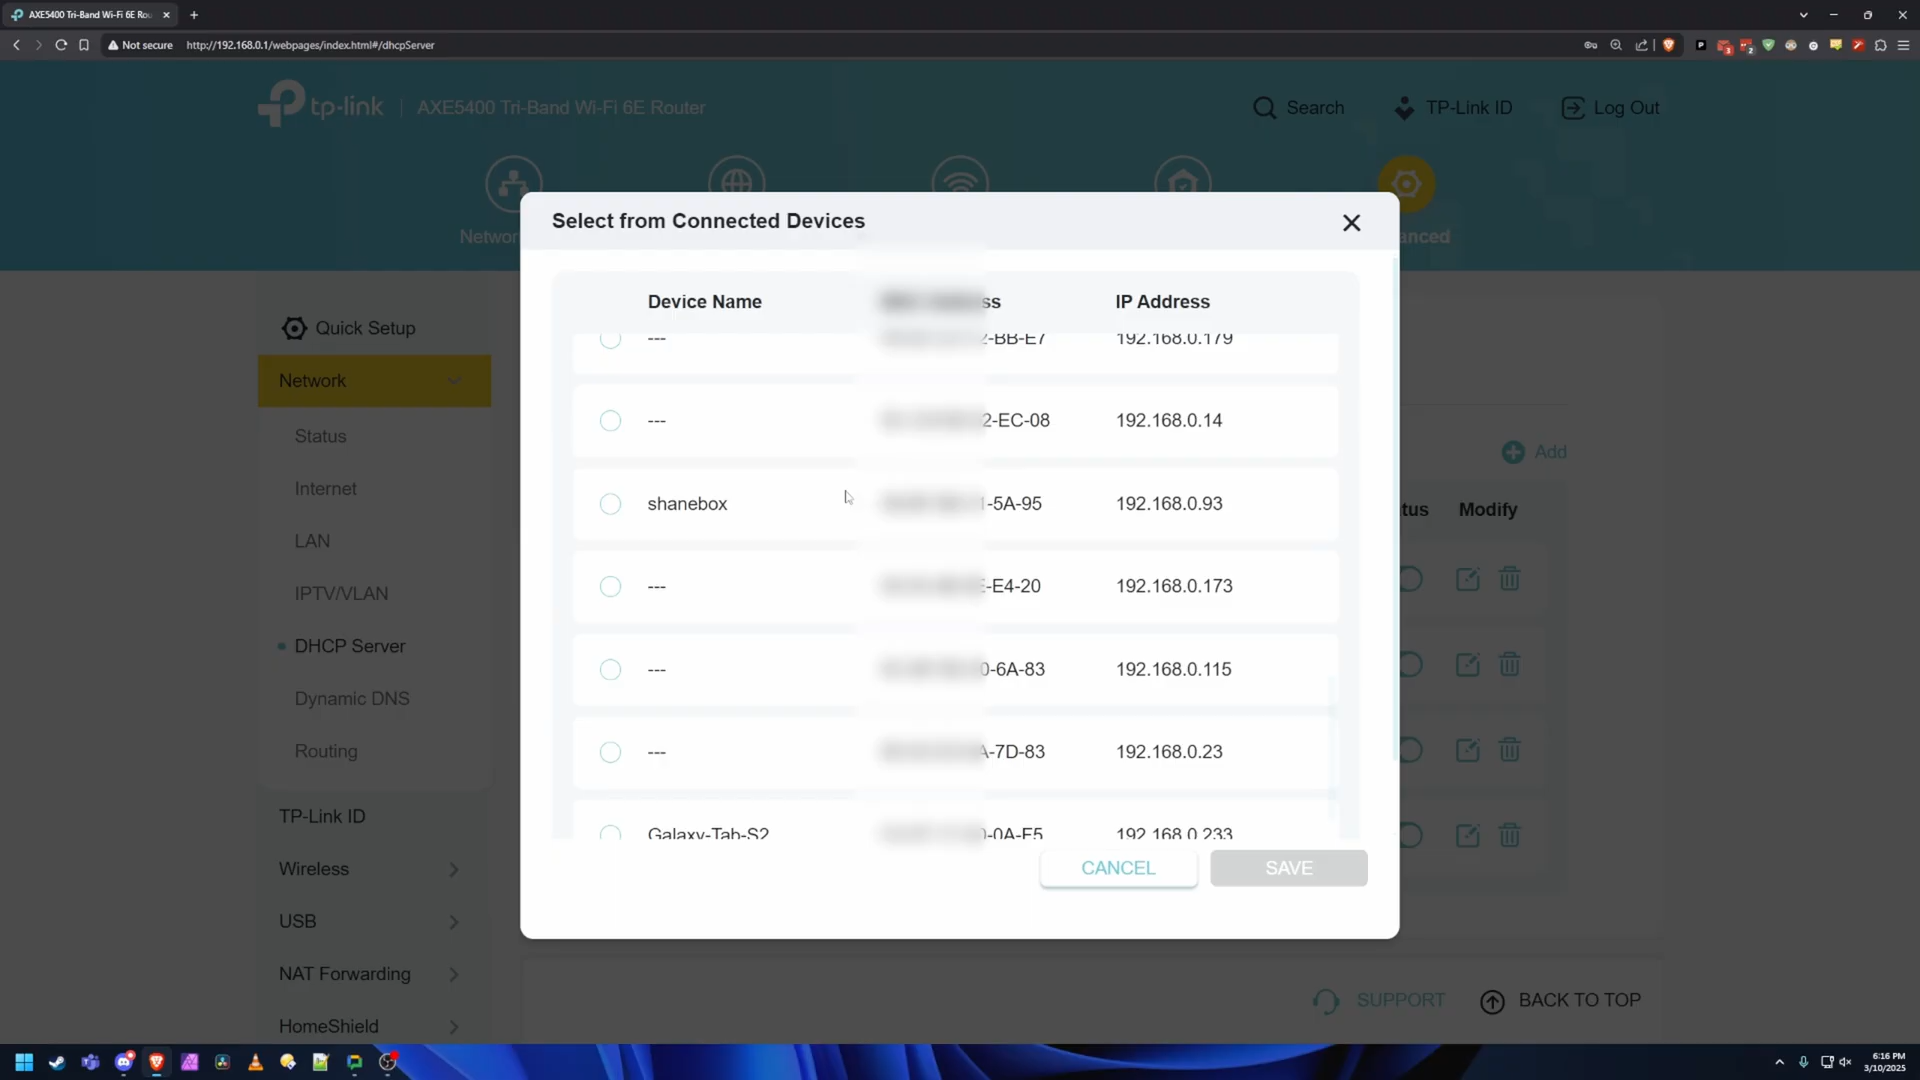 AXE5400 Tri-Band Wi-Fi 6E Rou
Not secure http://192.168.0.1/webpages/index.html#/dhcpServer
tp-link | AXE5400 Tri-Band Wi-Fi 6E Router
Search
TP-Link ID
Log Out
Select from Connected Devices
Quick Setup
Network
Status
Internet
LAN
IPTV/VLAN
DHCP Server
Dynamic DNS
Routing
TP-Link ID
Wireless
USB
NAT Forwarding
HomeShield
Device Name IP Address
--- 2-BB-E7 192.168.0.179
--- 2-EC-08 192.168.0.14
shanebox -5A-95 192.168.0.93
--- -E4-20 192.168.0.173
--- 0-6A-83 192.168.0.115
--- A-7D-83 192.168.0.23
Galaxy-Tab-S2 0-0A-F5 192.168.0.233
CANCEL SAVE
Add
tus Modify
SUPPORT
BACK TO TOP
6:16 PM
3/10/2025